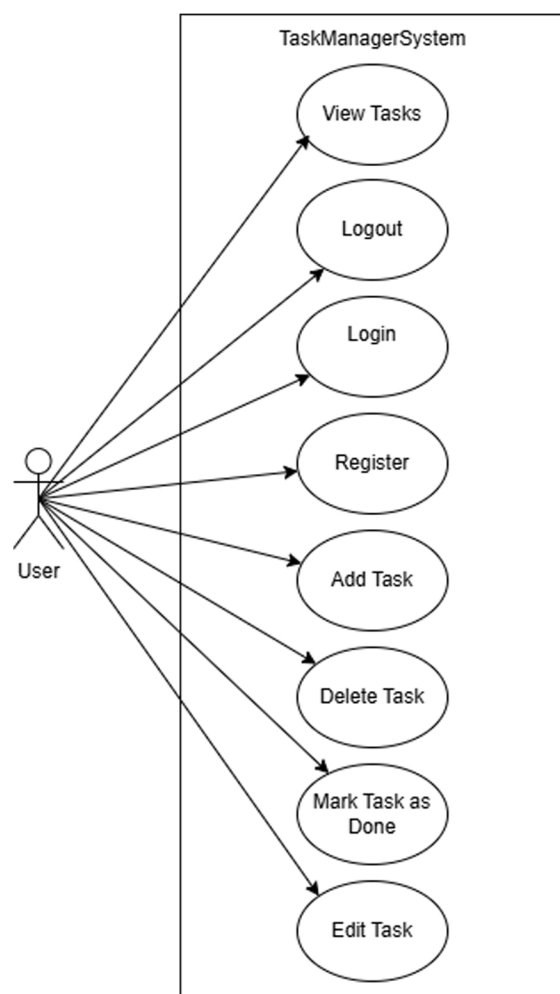 TaskManagerSystem
View Tasks
Logout
Login
Register
User
Add Task
Delete Task
Mark Task as
Done
Edit Task